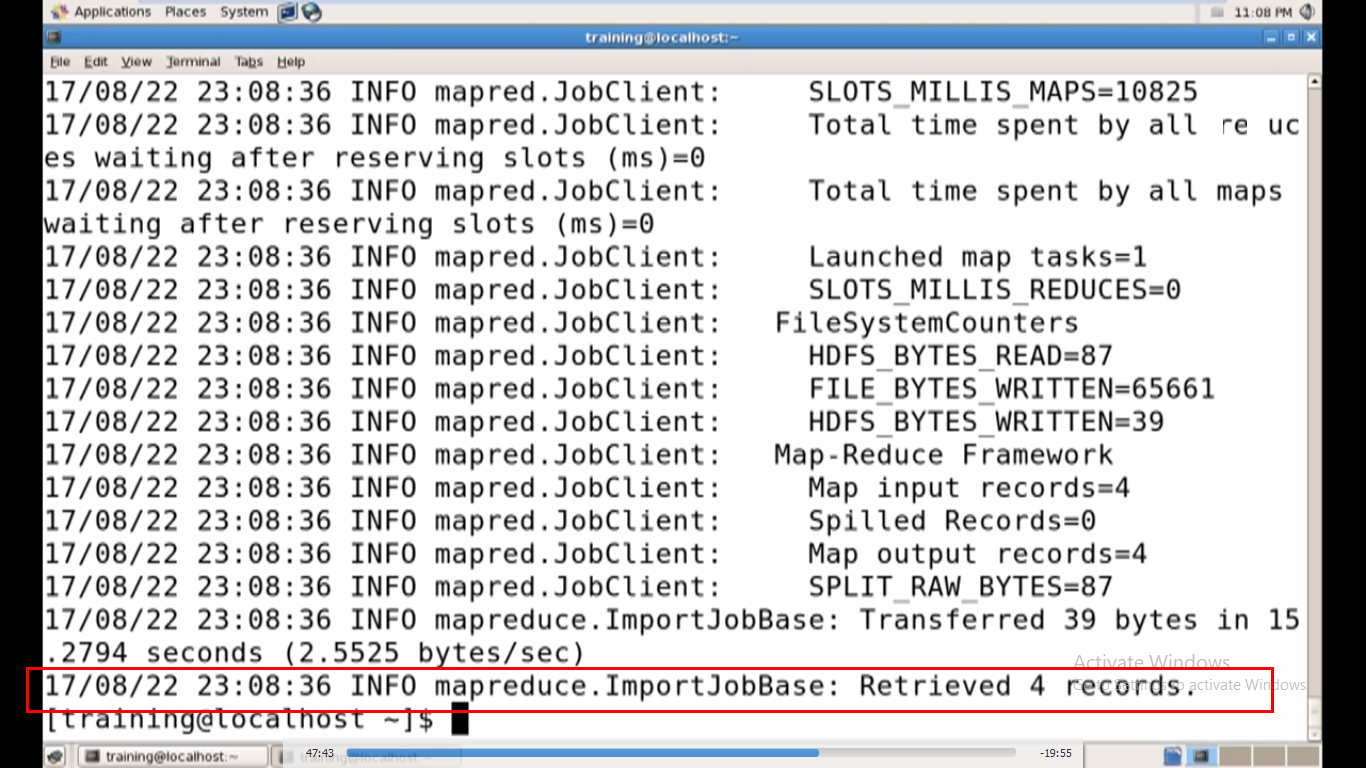 Applications Places System 11:08 PM
training@localhost:~
File Edit View Terminal Tabs Help
17/08/22 23:08:36 INFO mapred.JobClient:     SLOTS_MILLIS_MAPS=10825
17/08/22 23:08:36 INFO mapred.JobClient:     Total time spent by all reduc
es waiting after reserving slots (ms)=0
17/08/22 23:08:36 INFO mapred.JobClient:     Total time spent by all maps
waiting after reserving slots (ms)=0
17/08/22 23:08:36 INFO mapred.JobClient:     Launched map tasks=1
17/08/22 23:08:36 INFO mapred.JobClient:     SLOTS_MILLIS_REDUCES=0
17/08/22 23:08:36 INFO mapred.JobClient:   FileSystemCounters
17/08/22 23:08:36 INFO mapred.JobClient:     HDFS_BYTES_READ=87
17/08/22 23:08:36 INFO mapred.JobClient:     FILE_BYTES_WRITTEN=65661
17/08/22 23:08:36 INFO mapred.JobClient:     HDFS_BYTES_WRITTEN=39
17/08/22 23:08:36 INFO mapred.JobClient:   Map-Reduce Framework
17/08/22 23:08:36 INFO mapred.JobClient:     Map input records=4
17/08/22 23:08:36 INFO mapred.JobClient:     Spilled Records=0
17/08/22 23:08:36 INFO mapred.JobClient:     Map output records=4
17/08/22 23:08:36 INFO mapred.JobClient:     SPLIT_RAW_BYTES=87
17/08/22 23:08:36 INFO mapreduce.ImportJobBase: Transferred 39 bytes in 15
.2794 seconds (2.5525 bytes/sec)
Activate Windows
17/08/22 23:08:36 INFO mapreduce.ImportJobBase: Retrieved 4 records.
Go to Settings to activate Windows.
[training@localhost ~]$
training@localhost:~ training@localhost:~
47:43 -19:55